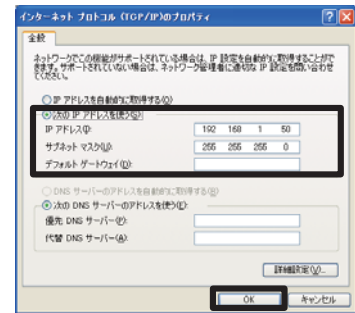 インターネット プロトコル (TCP/IP)のプロパティ
全般
ネットワークでこの機能がサポートされている場合は、IP 設定を自動的に取得することがで
きます。サポートされていない場合は、ネットワーク管理者に適切な IP 設定を問い合わせ
てください。
IP アドレスを自動的に取得する(O)
次の IP アドレスを使う(S):
IP アドレス(I): 192 168 1 50
サブネット マスク(U): 255 255 255 0
デフォルト ゲートウェイ(D):
DNS サーバーのアドレスを自動的に取得する(B)
次の DNS サーバーのアドレスを使う(E):
優先 DNS サーバー(P):
代替 DNS サーバー(A):
詳細設定(V)...
OK キャンセル